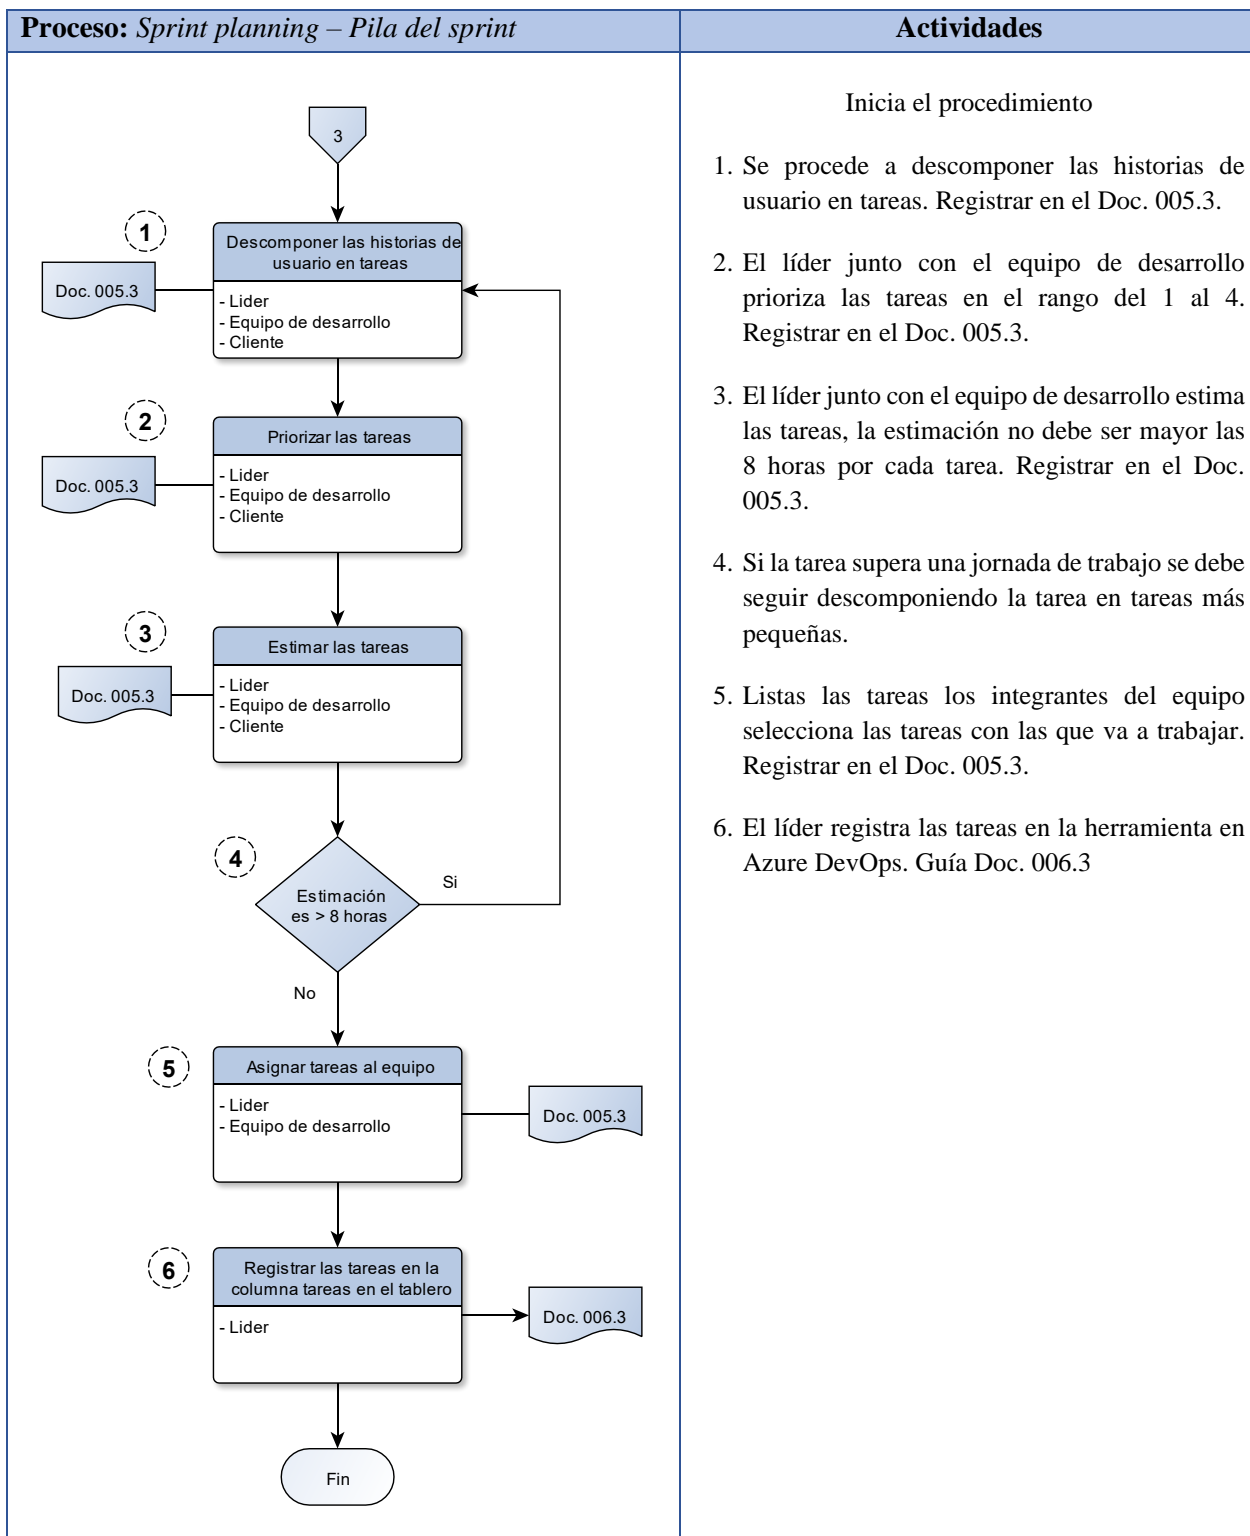 Proceso: Sprint planning – Pila del sprint
Actividades
3
1
Descomponer las historias de
usuario en tareas
Doc. 005.3
- Lider
- Equipo de desarrollo
- Cliente
2
Priorizar las tareas
Doc. 005.3
- Lider
- Equipo de desarrollo
- Cliente
3
Estimar las tareas
Doc. 005.3
- Lider
- Equipo de desarrollo
- Cliente
4
Estimación
es > 8 horas
Si
No
5
Asignar tareas al equipo
- Lider
- Equipo de desarrollo
Doc. 005.3
6
Registrar las tareas en la
columna tareas en el tablero
- Lider
Doc. 006.3
Fin
Inicia el procedimiento
1. Se procede a descomponer las historias de
usuario en tareas. Registrar en el Doc. 005.3.
2. El líder junto con el equipo de desarrollo
prioriza las tareas en el rango del 1 al 4.
Registrar en el Doc. 005.3.
3. El líder junto con el equipo de desarrollo estima
las tareas, la estimación no debe ser mayor las
8 horas por cada tarea. Registrar en el Doc.
005.3.
4. Si la tarea supera una jornada de trabajo se debe
seguir descomponiendo la tarea en tareas más
pequeñas.
5. Listas las tareas los integrantes del equipo
selecciona las tareas con las que va a trabajar.
Registrar en el Doc. 005.3.
6. El líder registra las tareas en la herramienta en
Azure DevOps. Guía Doc. 006.3